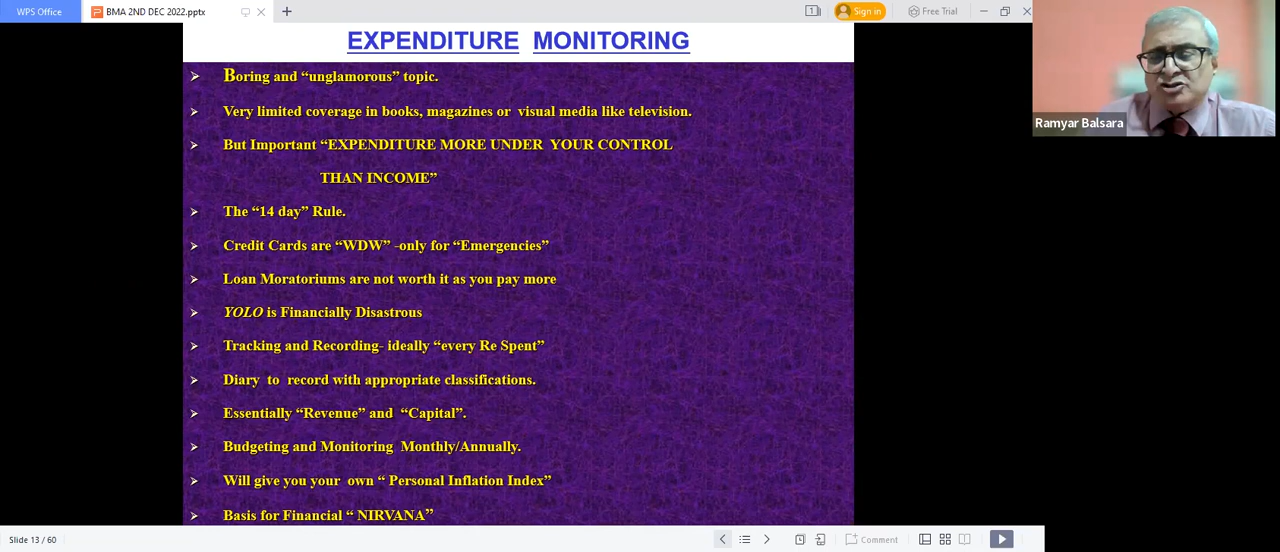 WPS Office
BMA 2ND DEC 2022.pptx
1
Sign in
Free Trial
EXPENDITURE MONITORING
Boring and “unglamorous” topic.
Very limited coverage in books, magazines or visual media like television.
But Important “EXPENDITURE MORE UNDER YOUR CONTROL
THAN INCOME”
The “14 day” Rule.
Credit Cards are “WDW” -only for “Emergencies”
Loan Moratoriums are not worth it as you pay more
YOLO is Financially Disastrous
Tracking and Recording- ideally “every Re Spent”
Diary to record with appropriate classifications.
Essentially “Revenue” and “Capital”.
Budgeting and Monitoring Monthly/Annually.
Will give you your own “ Personal Inflation Index”
Basis for Financial “ NIRVANA”
Ramyar Balsara
Slide 13 / 60
Comment